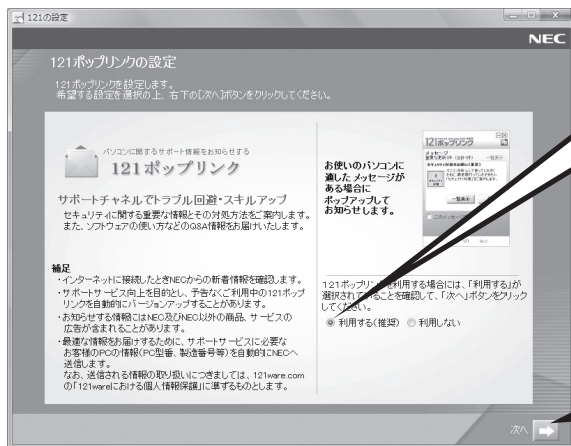 121の設定
NEC
121ポップリンクの設定
121ポップリンクを設定します。
希望する設定を選択の上、右下の[次へ]ボタンをクリックしてください。
パソコンに関するサポート情報をお知らせする
121ポップリンク
サポートチャネルでトラブル回避・スキルアップ
セキュリティに関する重要な情報とその対処方法をご案内します。
また、ソフトウェアの使い方などのQ&A情報をお届けいたします。
補足
・インターネットに接続したときNECからの新着情報を確認します。
・サポートサービス向上を目的とし、予告なくご利用中の121ポップ
リンクを自動的にバージョンアップすることがあります。
・お知らせする情報にはNEC及びNEC以外の商品、サービスの
広告が含まれることがあります。
・最適な情報をお届けするために、サポートサービスに必要な
お客様のPCの情報(PC型番、製造番号等)を自動的にNECへ
送信します。
なお、送信される情報の取り扱いにつきましては、121ware.com
の「121wareにおける個人情報保護」に準ずるものとします。
お使いのパソコンに
適した メッセージが
ある場合に
ポップアップして
お知らせします。
121ポップリンク
メッセージ
一覧表示
一覧表示
121ポップリンクを利用する場合には、「利用する」が
選択されていることを確認して、「次へ」ボタンをクリック
してください。
利用する(推奨) 利用しない
次へ